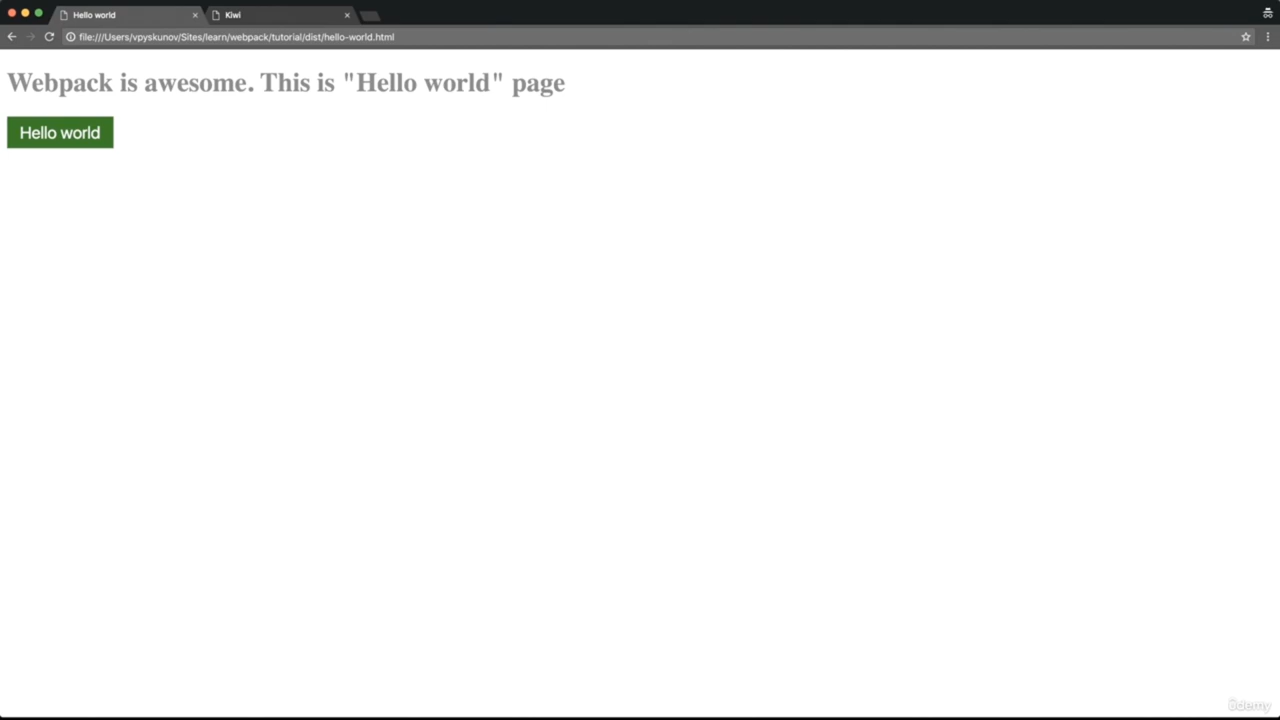 Hello world
Kiwi
file:///Users/vpyskunov/Sites/learn/webpack/tutorial/dist/hello-world.html
Webpack is awesome. This is "Hello world" page
Hello world
ûdemy